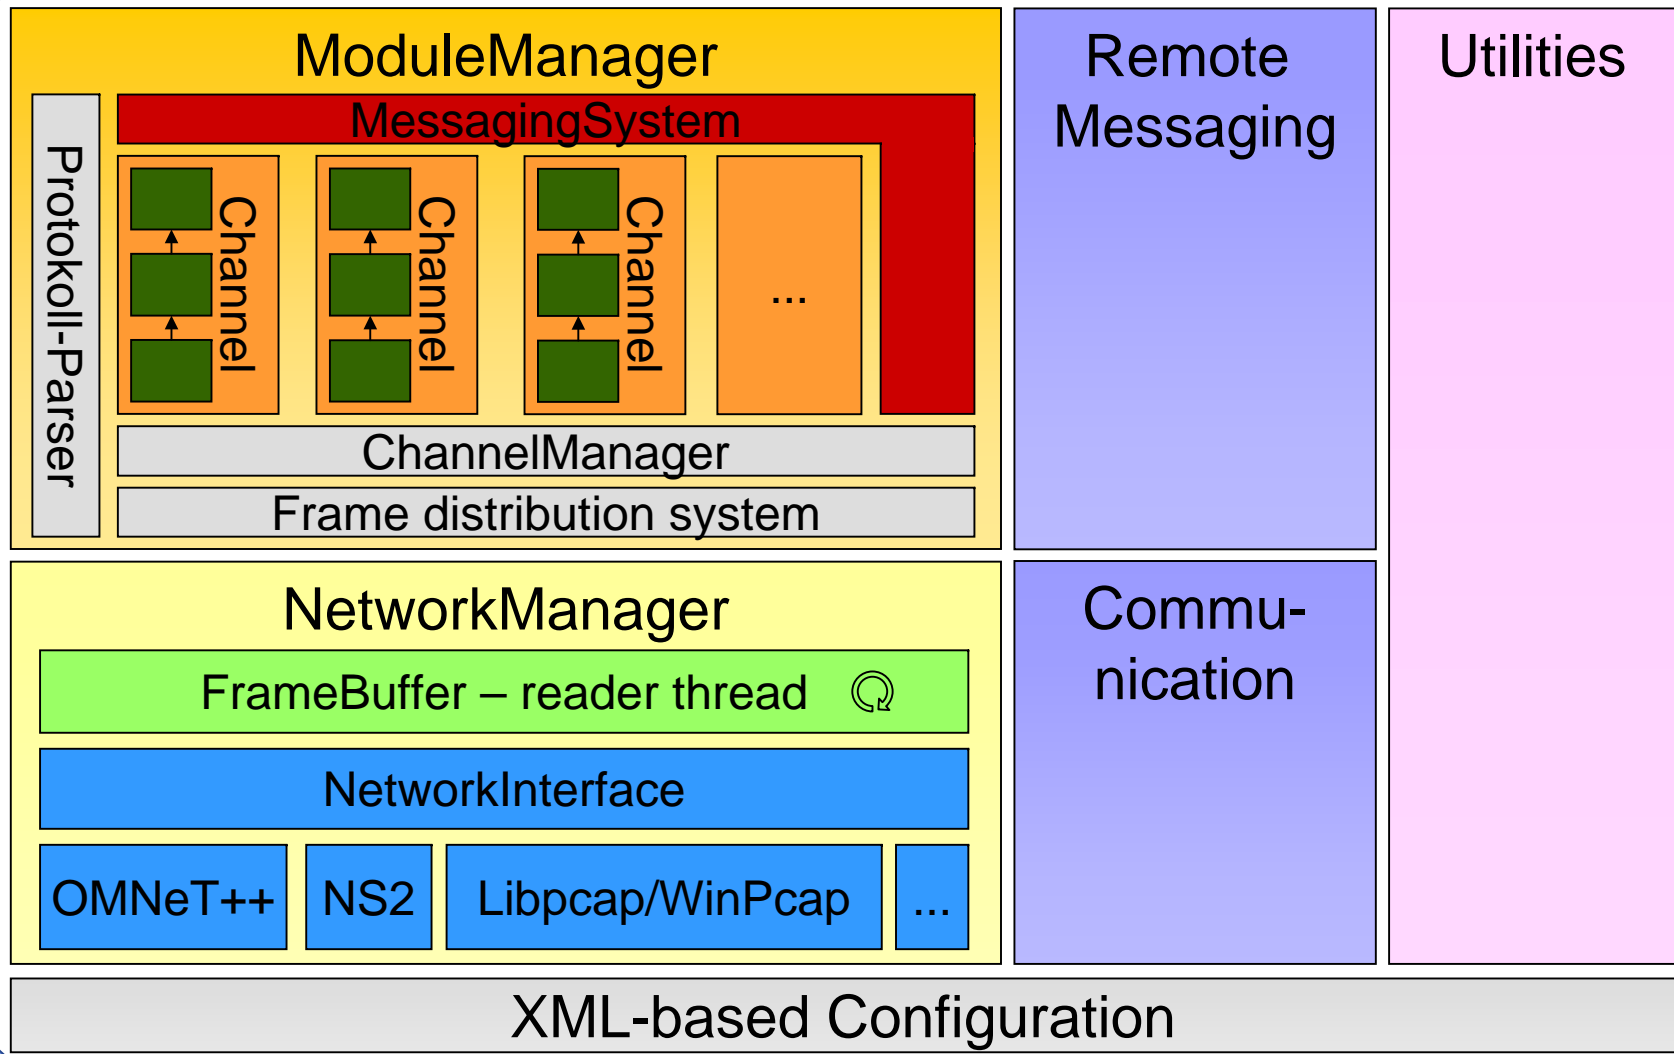 ModuleManager
MessagingSystem
Protokoll-Parser
Channel
Channel
Channel
...
ChannelManager
Frame distribution system
NetworkManager
FrameBuffer – reader thread
NetworkInterface
OMNeT++
NS2
Libpcap/WinPcap
...
Remote
Messaging
Commu-
nication
Utilities
XML-based Configuration